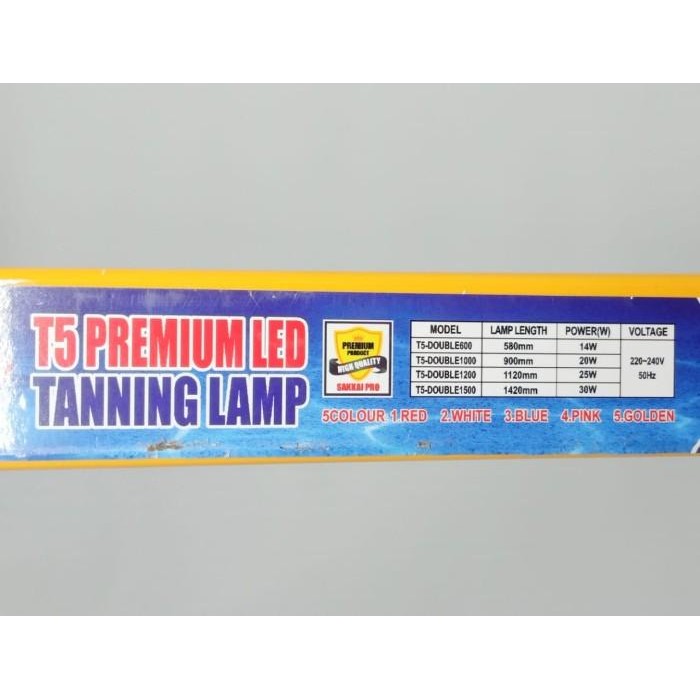 T5 PREMIUM LED
TANNING LAMP
PREMIUM
PRODUCT
HIGH QUALITY
SAKKAI PRO
MODEL LAMP LENGTH POWER(W) VOLTAGE
T5-DOUBLE600 580mm 14W
T5-DOUBLE1000 900mm 20W
T5-DOUBLE1200 1120mm 25W
T5-DOUBLE1500 1420mm 30W
220~240V
50Hz
5COLOUR 1.RED 2.WHITE 3.BLUE 4.PINK 5.GOLDEN